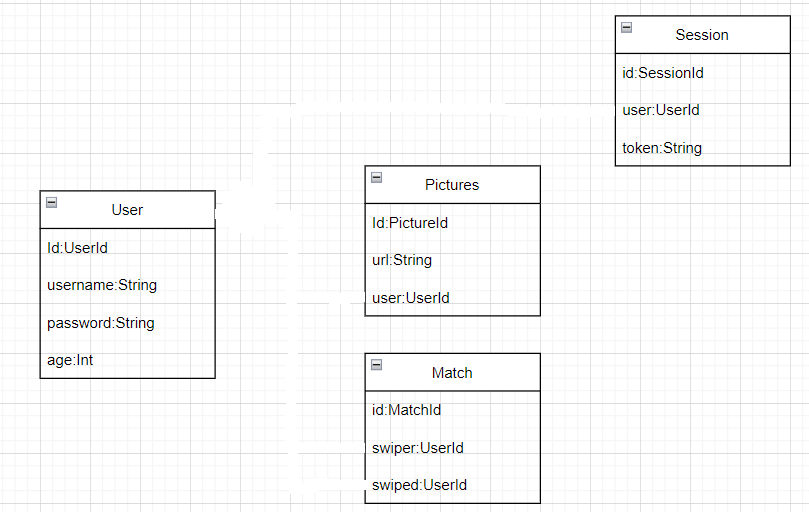 Session
id:SessionId
user:UserId
token:String
Pictures
Id:PictureId
url:String
user:UserId
User
Id:UserId
username:String
password:String
age:Int
Match
id:MatchId
swiper:UserId
swiped:UserId